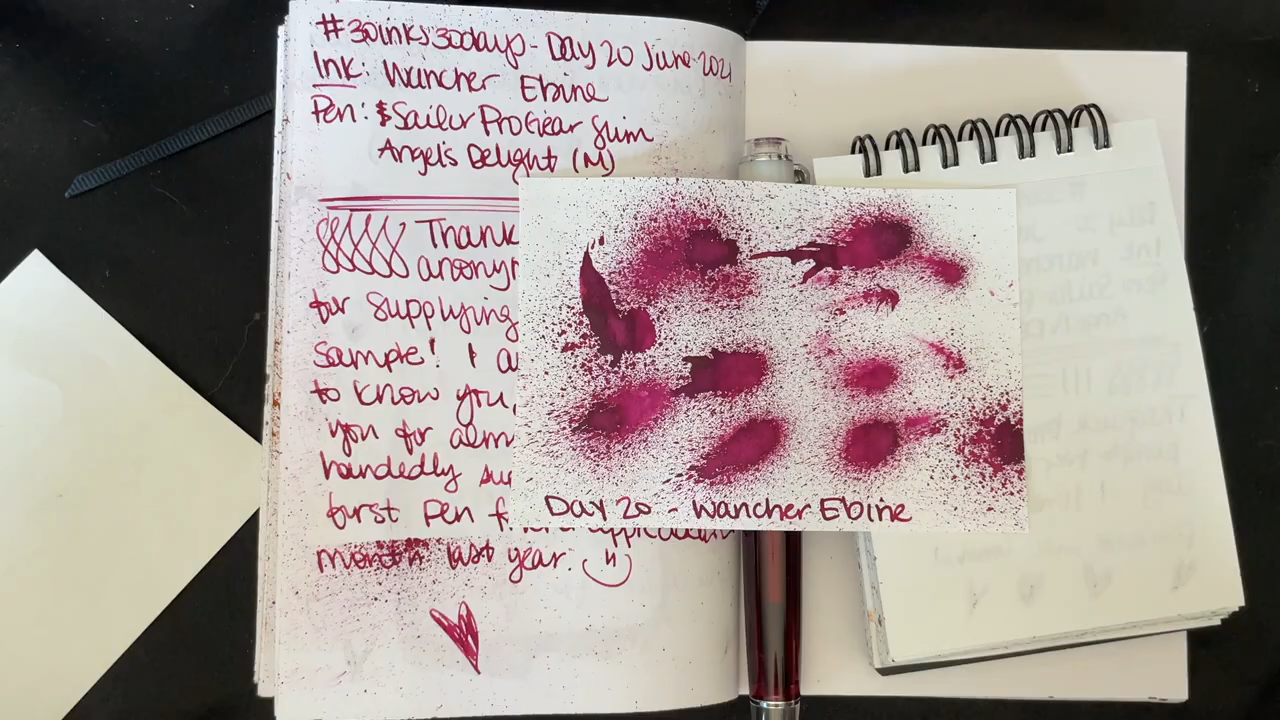 #30inks30days - Day 20 June 2021
Ink: Wancher Ebine
Pen: Sailor ProGear Slim
Angel's Delight (M)
Thank
anonym
for supplying
sample! I a
to know you,
you for alm
handedly sup
first pen f
month last year.
Day 20 - Wancher Ebine